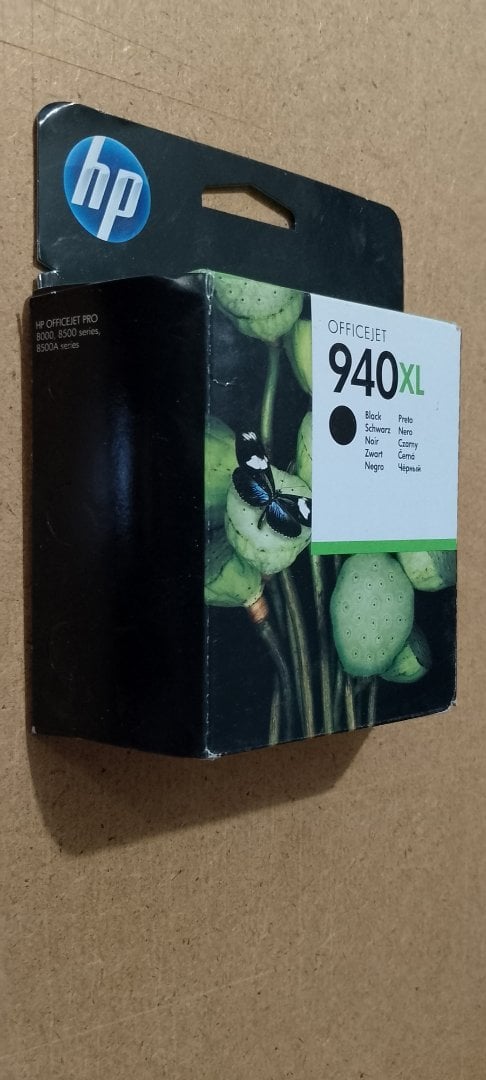 hp
HP OFFICEJET PRO
8000, 8500 series,
8500A series
OFFICEJET
940XL
Black Preto
Schwarz Nero
Noir Czarny
Zwart Černá
Negro Чёрный